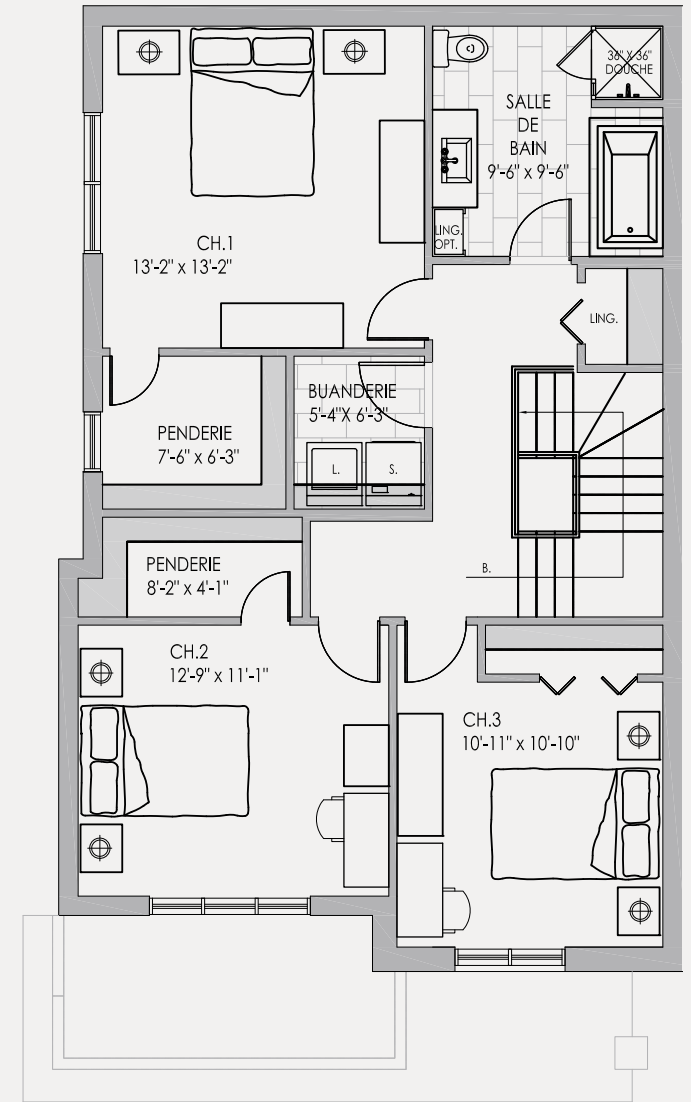 36" X 36"
DOUCHE
SALLE
DE
BAIN
9'-6" x 9'-6"
LING.
OPT.
CH.1
13'-2" x 13'-2"
LING.
BUANDERIE
5'-4"X 6'-3"
PENDERIE
7'-6" x 6'-3"
L.
S.
PENDERIE
8'-2" x 4'-1"
B.
CH.2
12'-9" x 11'-1"
CH.3
10'-11" x 10'-10"